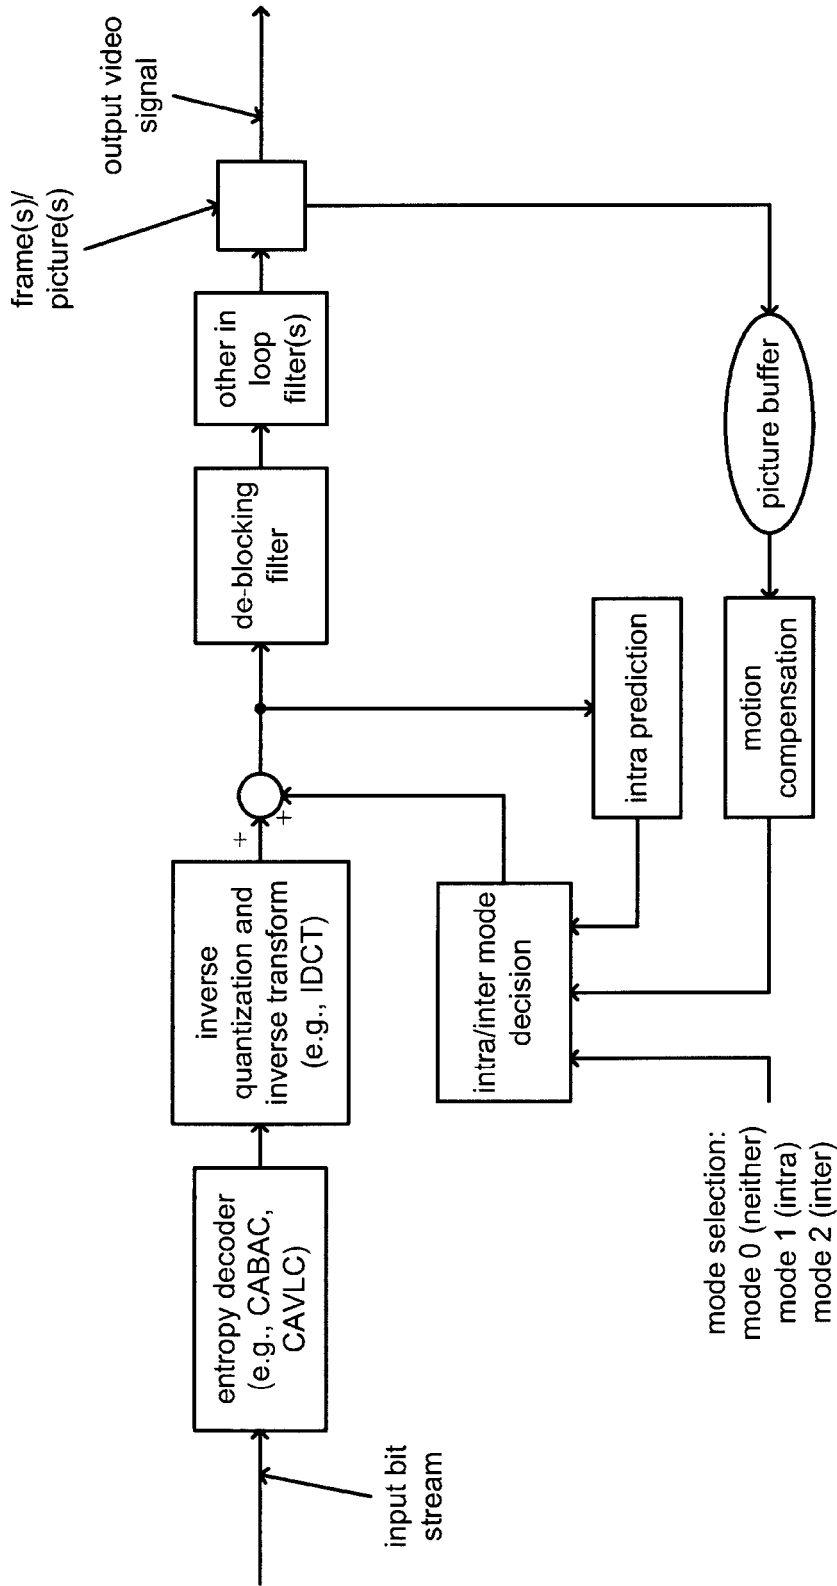 input bit
stream
entropy decoder
(e.g., CABAC,
CAVLC)
inverse
quantization and
inverse transform
(e.g., IDCT)
+
+
de-blocking
filter
other in
loop
filter(s)
frame(s)/
picture(s)
output video
signal
intra/inter mode
decision
intra prediction
motion
compensation
picture buffer
mode selection:
mode 0 (neither)
mode 1 (intra)
mode 2 (inter)